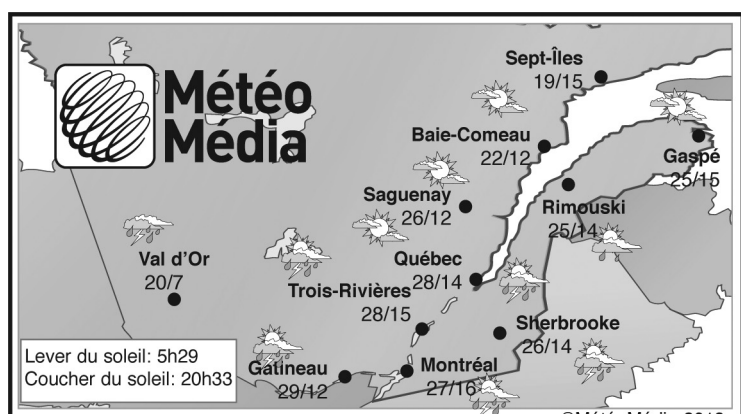 Météo
Média
Sept-Îles
19/15
Baie-Comeau
22/12
Gaspé
25/15
Saguenay
26/12
Rimouski
25/14
Val d'Or
20/7
Québec
28/14
Trois-Rivières
28/15
Sherbrooke
26/14
Lever du soleil: 5h29
Coucher du soleil: 20h33
Gatineau
29/12
Montréal
27/16